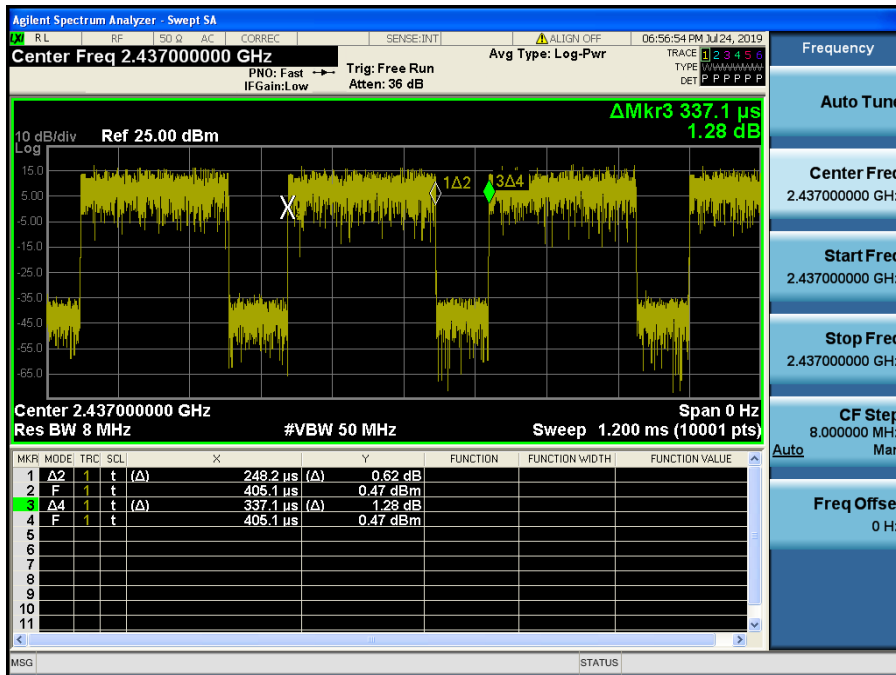 Agilent Spectrum Analyzer - Swept SA
LXI RL RF 50 Ω AC CORREC SENSE:INT ALIGN OFF 06:56:54 PM Jul 24, 2019
Center Freq 2.437000000 GHz
PNO: Fast
IFGain:Low
Trig: Free Run
Atten: 36 dB
Avg Type: Log-Pwr
TRACE 1 2 3 4 5 6
TYPE WWWWWW
DET P P P P P P
ΔMkr3 337.1 µs
1.28 dB
10 dB/div Ref 25.00 dBm
Log
15.0
5.00
-5.00
-15.0
-25.0
-35.0
-45.0
-55.0
-65.0
1Δ2
3Δ4
Center 2.437000000 GHz Span 0 Hz
Res BW 8 MHz #VBW 50 MHz Sweep 1.200 ms (10001 pts)
MKR MODE TRC SCL X Y FUNCTION FUNCTION WIDTH FUNCTION VALUE
1 Δ2 1 t (Δ) 248.2 µs (Δ) 0.62 dB
2 F 1 t 405.1 µs 0.47 dBm
3 Δ4 1 t (Δ) 337.1 µs (Δ) 1.28 dB
4 F 1 t 405.1 µs 0.47 dBm
5
6
7
8
9
10
11
MSG STATUS
Frequency
Auto Tune
Center Freq
2.437000000 GHz
Start Freq
2.437000000 GHz
Stop Freq
2.437000000 GHz
CF Step
8.000000 MHz
Auto Man
Freq Offset
0 Hz